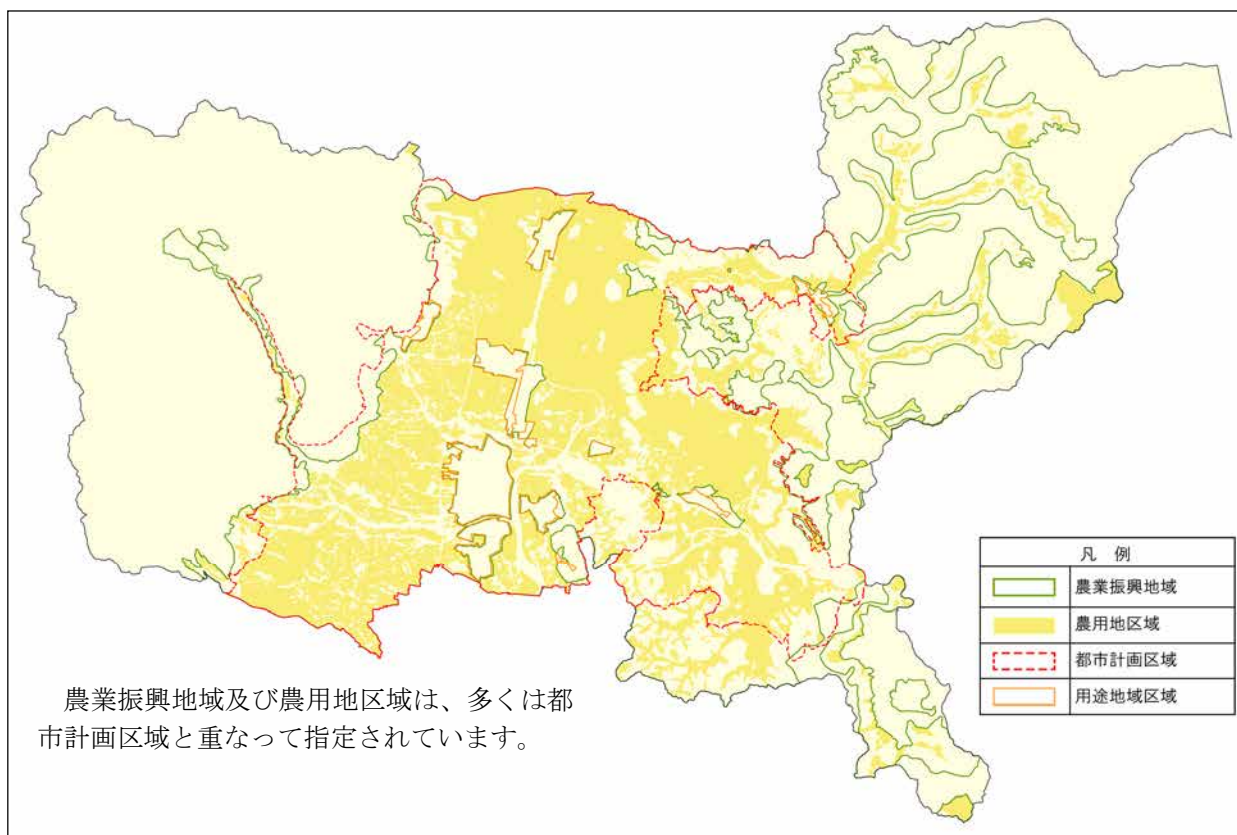 農業振興地域及び農用地区域は、多くは都
市計画区域と重なって指定されています。
凡 例
農業振興地域
農用地区域
都市計画区域
用途地域区域